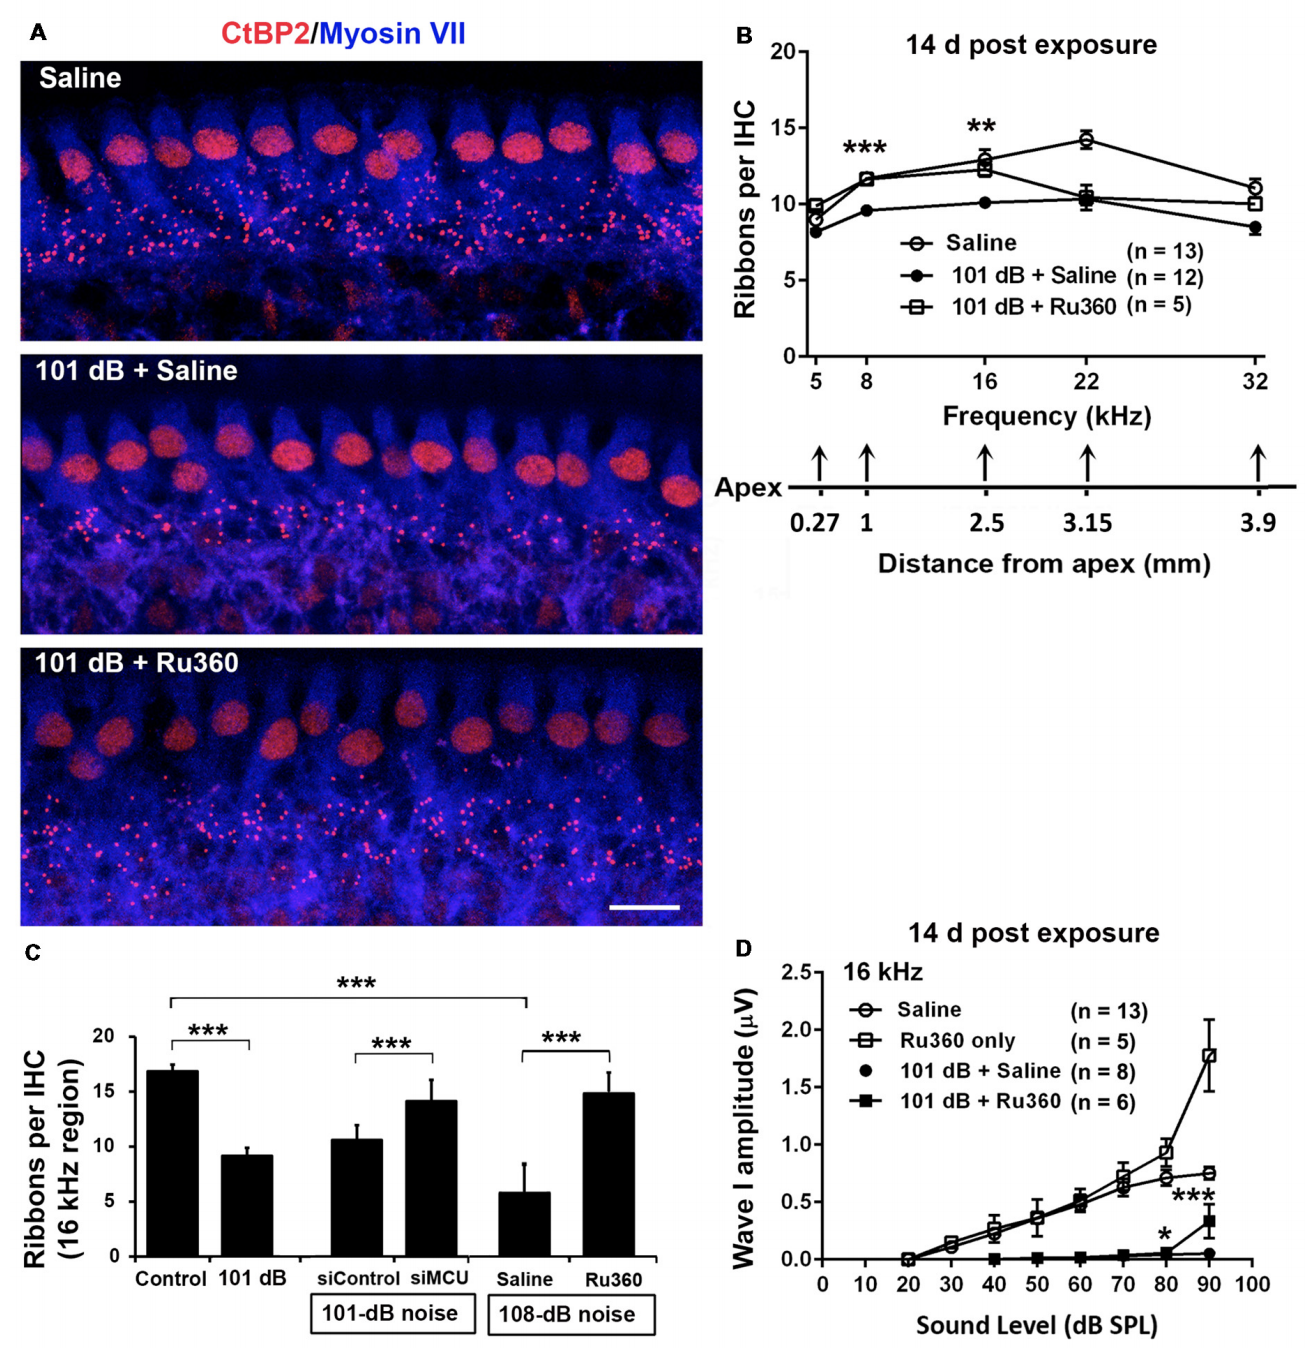 A
CtBP2/Myosin VII
Saline
101 dB + Saline
101 dB + Ru360
B
14 d post exposure
Ribbons per IHC
20
15
10
5
0
***
**
Saline (n = 13)
101 dB + Saline (n = 12)
101 dB + Ru360 (n = 5)
5 8 16 22 32
Frequency (kHz)
Apex
0.27 1 2.5 3.15 3.9
Distance from apex (mm)
C
Ribbons per IHC
(16 kHz region)
20
15
10
5
0
***
***
***
***
Control 101 dB siControl siMCU Saline Ru360
101-dB noise 108-dB noise
D
14 d post exposure
Wave I amplitude (µV)
2.5
2.0
1.5
1.0
0.5
0.0
16 kHz
Saline (n = 13)
Ru360 only (n = 5)
101 dB + Saline (n = 8)
101 dB + Ru360 (n = 6)
***
*
0 10 20 30 40 50 60 70 80 90 100
Sound Level (dB SPL)